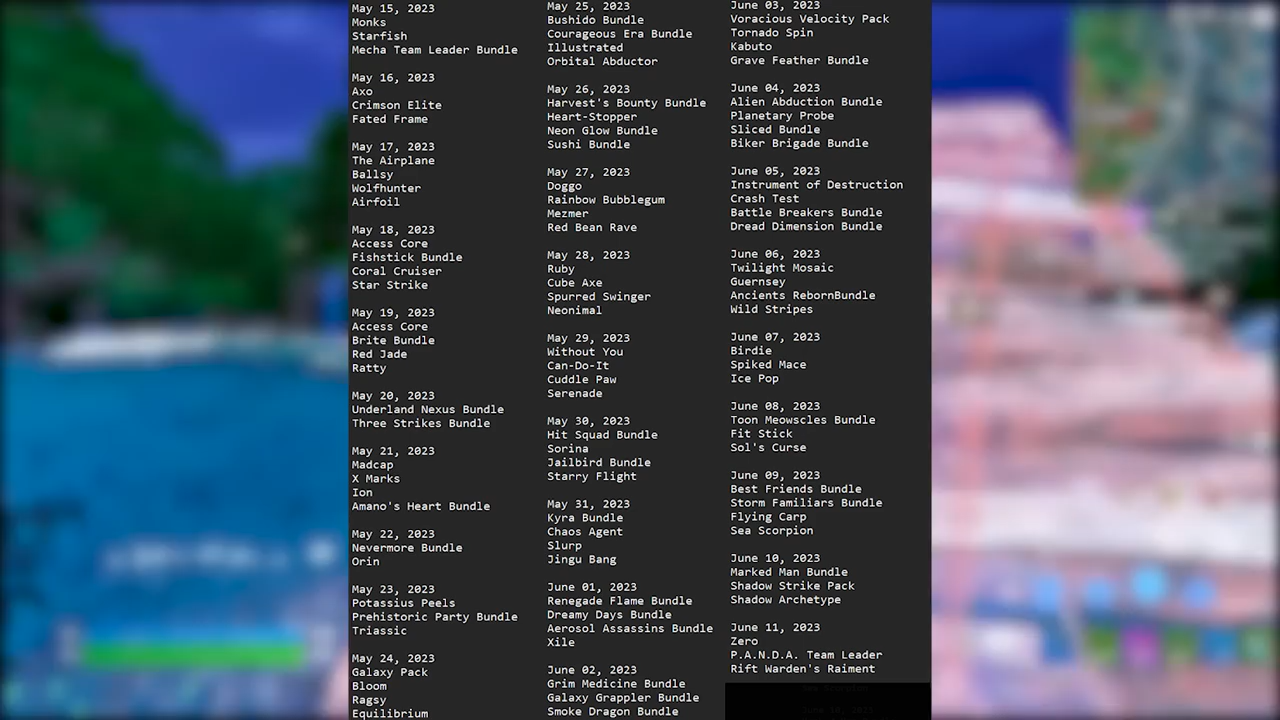 May 15, 2023
Monks
Starfish
Mecha Team Leader Bundle
May 16, 2023
Axo
Crimson Elite
Fated Frame
May 17, 2023
The Airplane
Ballsy
Wolfhunter
Airfoil
May 18, 2023
Access Core
Fishstick Bundle
Coral Cruiser
Star Strike
May 19, 2023
Access Core
Brite Bundle
Red Jade
Ratty
May 20, 2023
Underland Nexus Bundle
Three Strikes Bundle
May 21, 2023
Madcap
X Marks
Ion
Amano's Heart Bundle
May 22, 2023
Nevermore Bundle
Orin
May 23, 2023
Potassius Peels
Prehistoric Party Bundle
Triassic
May 24, 2023
Galaxy Pack
Bloom
Ragsy
Equilibrium
May 25, 2023
Bushido Bundle
Courageous Era Bundle
Illustrated
Orbital Abductor
May 26, 2023
Harvest's Bounty Bundle
Heart-Stopper
Neon Glow Bundle
Sushi Bundle
May 27, 2023
Doggo
Rainbow Bubblegum
Mezmer
Red Bean Rave
May 28, 2023
Ruby
Cube Axe
Spurred Swinger
Neonimal
May 29, 2023
Without You
Can-Do-It
Cuddle Paw
Serenade
May 30, 2023
Hit Squad Bundle
Sorina
Jailbird Bundle
Starry Flight
May 31, 2023
Kyra Bundle
Chaos Agent
Slurp
Jingu Bang
June 01, 2023
Renegade Flame Bundle
Dreamy Days Bundle
Aerosol Assassins Bundle
Xile
June 02, 2023
Grim Medicine Bundle
Galaxy Grappler Bundle
Smoke Dragon Bundle
June 03, 2023
Voracious Velocity Pack
Tornado Spin
Kabuto
Grave Feather Bundle
June 04, 2023
Alien Abduction Bundle
Planetary Probe
Sliced Bundle
Biker Brigade Bundle
June 05, 2023
Instrument of Destruction
Crash Test
Battle Breakers Bundle
Dread Dimension Bundle
June 06, 2023
Twilight Mosaic
Guernsey
Ancients RebornBundle
Wild Stripes
June 07, 2023
Birdie
Spiked Mace
Ice Pop
June 08, 2023
Toon Meowscles Bundle
Fit Stick
Sol's Curse
June 09, 2023
Best Friends Bundle
Storm Familiars Bundle
Flying Carp
Sea Scorpion
June 10, 2023
Marked Man Bundle
Shadow Strike Pack
Shadow Archetype
June 11, 2023
Zero
P.A.N.D.A. Team Leader
Rift Warden's Raiment